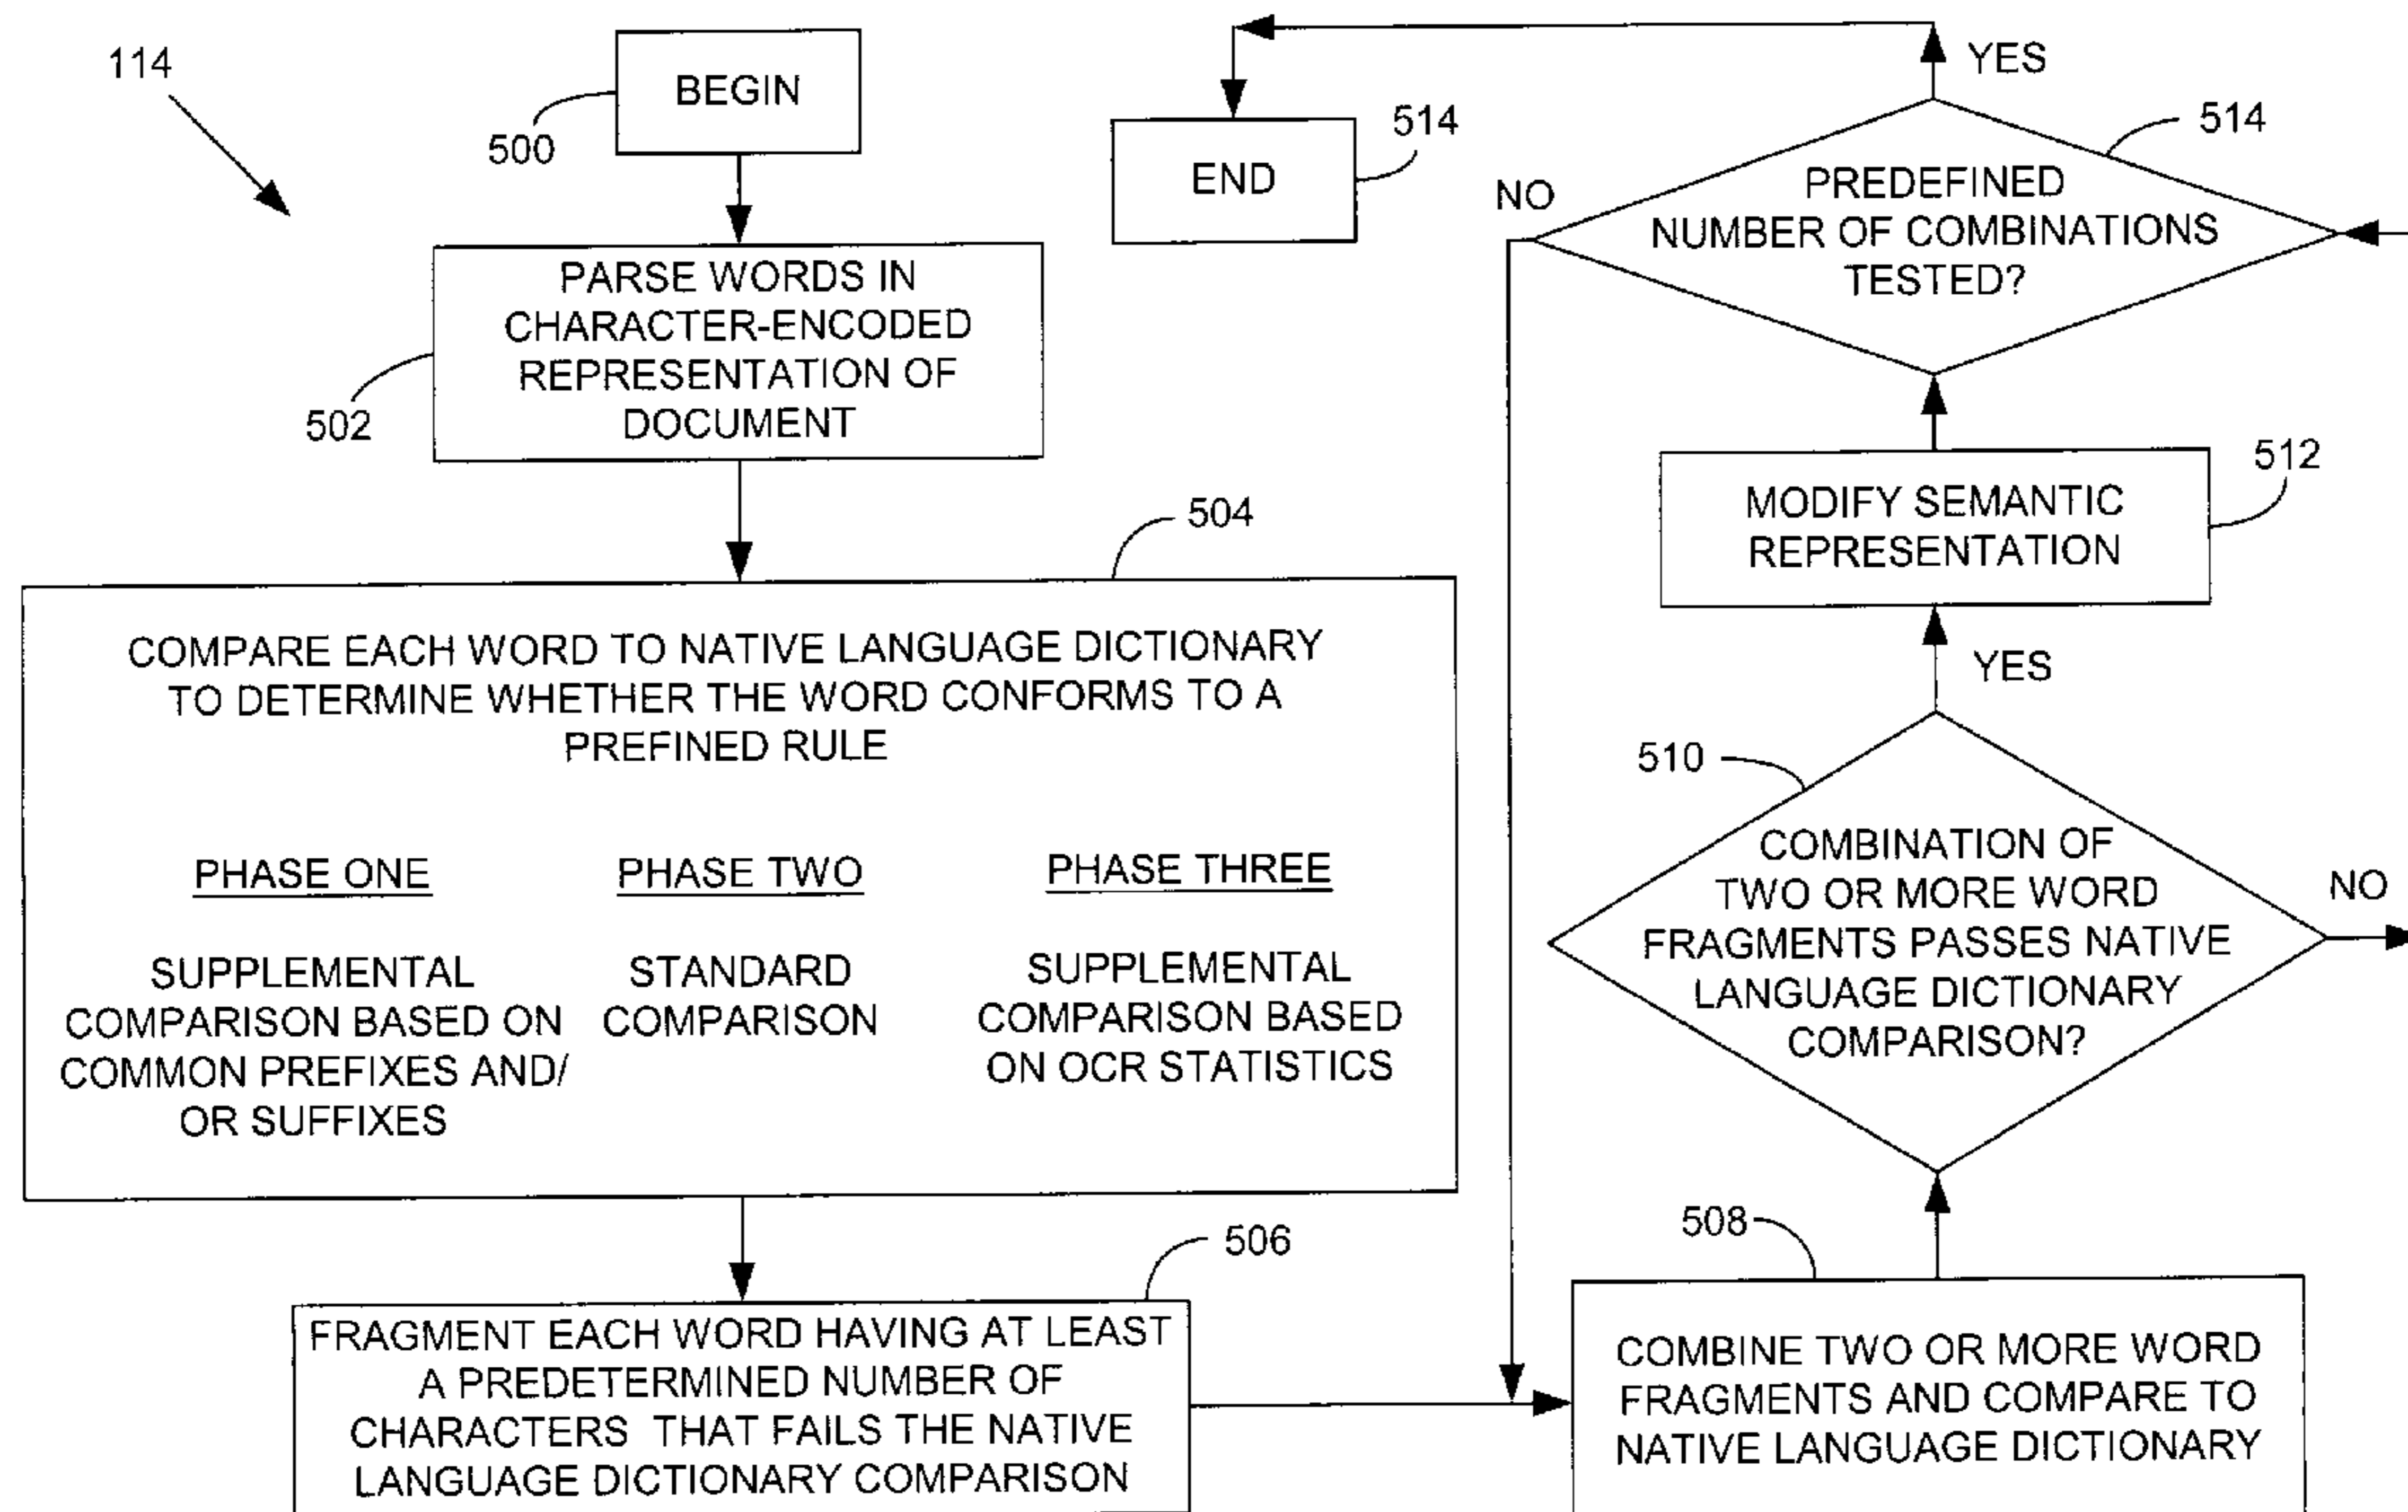 114
BEGIN
500
PARSE WORDS IN
CHARACTER-ENCODED
REPRESENTATION OF
DOCUMENT
502
504
COMPARE EACH WORD TO NATIVE LANGUAGE DICTIONARY
TO DETERMINE WHETHER THE WORD CONFORMS TO A
PREFINED RULE
PHASE ONE
SUPPLEMENTAL
COMPARISON BASED ON
COMMON PREFIXES AND/
OR SUFFIXES
PHASE TWO
STANDARD
COMPARISON
PHASE THREE
SUPPLEMENTAL
COMPARISON BASED
ON OCR STATISTICS
506
FRAGMENT EACH WORD HAVING AT LEAST
A PREDETERMINED NUMBER OF
CHARACTERS THAT FAILS THE NATIVE
LANGUAGE DICTIONARY COMPARISON
508
COMBINE TWO OR MORE WORD
FRAGMENTS AND COMPARE TO
NATIVE LANGUAGE DICTIONARY
510
COMBINATION OF
TWO OR MORE WORD
FRAGMENTS PASSES NATIVE
LANGUAGE DICTIONARY
COMPARISON?
NO
YES
512
MODIFY SEMANTIC
REPRESENTATION
514
PREDEFINED
NUMBER OF COMBINATIONS
TESTED?
NO
YES
END
514